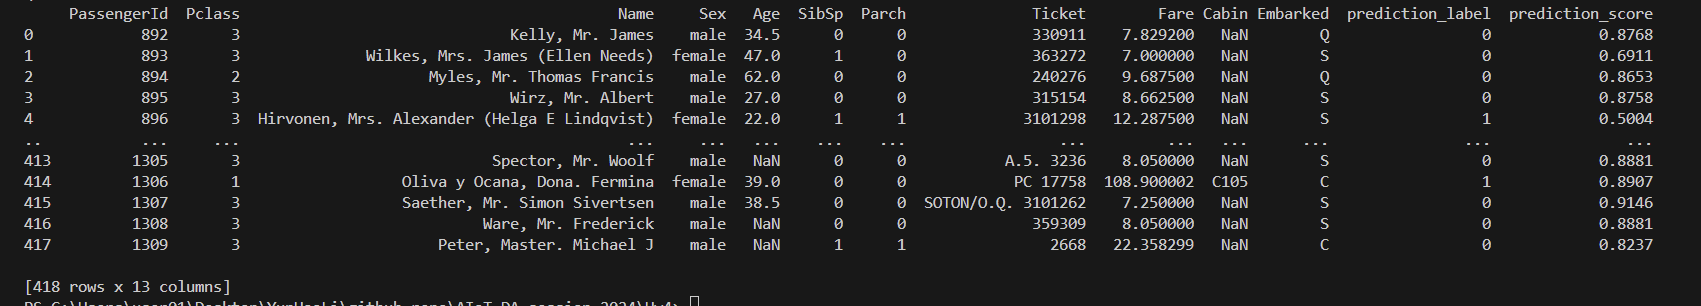 PassengerId Pclass Name Sex Age SibSp Parch Ticket Fare Cabin Embarked prediction_label prediction_score
0 892 3 Kelly, Mr. James male 34.5 0 0 330911 7.829200 NaN Q 0 0.8768
1 893 3 Wilkes, Mrs. James (Ellen Needs) female 47.0 1 0 363272 7.000000 NaN S 0 0.6911
2 894 2 Myles, Mr. Thomas Francis male 62.0 0 0 240276 9.687500 NaN Q 0 0.8653
3 895 3 Wirz, Mr. Albert male 27.0 0 0 315154 8.662500 NaN S 0 0.8758
4 896 3 Hirvonen, Mrs. Alexander (Helga E Lindqvist) female 22.0 1 1 3101298 12.287500 NaN S 1 0.5004
.. ... ... ... ... ... ... ... ... ... ... ... ... ...
413 1305 3 Spector, Mr. Woolf male NaN 0 0 A.5. 3236 8.050000 NaN S 0 0.8881
414 1306 1 Oliva y Ocana, Dona. Fermina female 39.0 0 0 PC 17758 108.900002 C105 C 1 0.8907
415 1307 3 Saether, Mr. Simon Sivertsen male 38.5 0 0 SOTON/O.Q. 3101262 7.250000 NaN S 0 0.9146
416 1308 3 Ware, Mr. Frederick male NaN 0 0 359309 8.050000 NaN S 0 0.8881
417 1309 3 Peter, Master. Michael J male NaN 1 1 2668 22.358299 NaN C 0 0.8237
[418 rows x 13 columns]